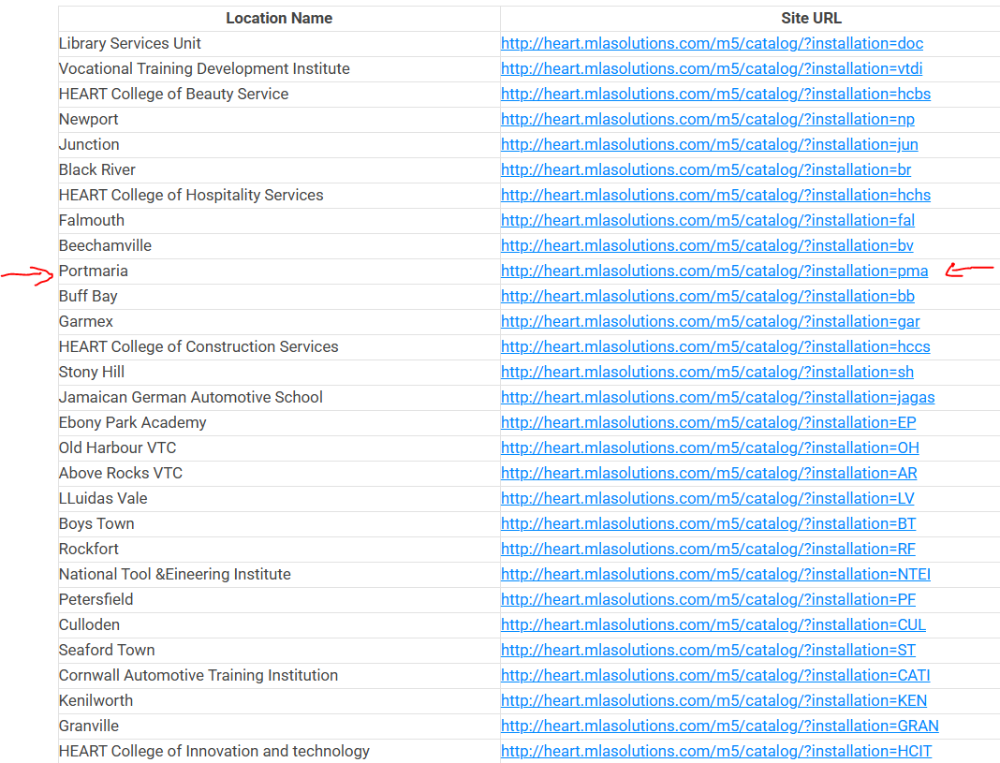 Location Name Site URL
Library Services Unit http://heart.mlasolutions.com/m5/catalog/?installation=doc
Vocational Training Development Institute http://heart.mlasolutions.com/m5/catalog/?installation=vtdi
HEART College of Beauty Service http://heart.mlasolutions.com/m5/catalog/?installation=hcbs
Newport http://heart.mlasolutions.com/m5/catalog/?installation=np
Junction http://heart.mlasolutions.com/m5/catalog/?installation=jun
Black River http://heart.mlasolutions.com/m5/catalog/?installation=br
HEART College of Hospitality Services http://heart.mlasolutions.com/m5/catalog/?installation=hchs
Falmouth http://heart.mlasolutions.com/m5/catalog/?installation=fal
Beechamville http://heart.mlasolutions.com/m5/catalog/?installation=bv
Portmaria http://heart.mlasolutions.com/m5/catalog/?installation=pma
Buff Bay http://heart.mlasolutions.com/m5/catalog/?installation=bb
Garmex http://heart.mlasolutions.com/m5/catalog/?installation=gar
HEART College of Construction Services http://heart.mlasolutions.com/m5/catalog/?installation=hccs
Stony Hill http://heart.mlasolutions.com/m5/catalog/?installation=sh
Jamaican German Automotive School http://heart.mlasolutions.com/m5/catalog/?installation=jagas
Ebony Park Academy http://heart.mlasolutions.com/m5/catalog/?installation=EP
Old Harbour VTC http://heart.mlasolutions.com/m5/catalog/?installation=OH
Above Rocks VTC http://heart.mlasolutions.com/m5/catalog/?installation=AR
LLuidas Vale http://heart.mlasolutions.com/m5/catalog/?installation=LV
Boys Town http://heart.mlasolutions.com/m5/catalog/?installation=BT
Rockfort http://heart.mlasolutions.com/m5/catalog/?installation=RF
National Tool &Eineering Institute http://heart.mlasolutions.com/m5/catalog/?installation=NTEI
Petersfield http://heart.mlasolutions.com/m5/catalog/?installation=PF
Culloden http://heart.mlasolutions.com/m5/catalog/?installation=CUL
Seaford Town http://heart.mlasolutions.com/m5/catalog/?installation=ST
Cornwall Automotive Training Institution http://heart.mlasolutions.com/m5/catalog/?installation=CATI
Kenilworth http://heart.mlasolutions.com/m5/catalog/?installation=KEN
Granville http://heart.mlasolutions.com/m5/catalog/?installation=GRAN
HEART College of Innovation and technology http://heart.mlasolutions.com/m5/catalog/?installation=HCIT